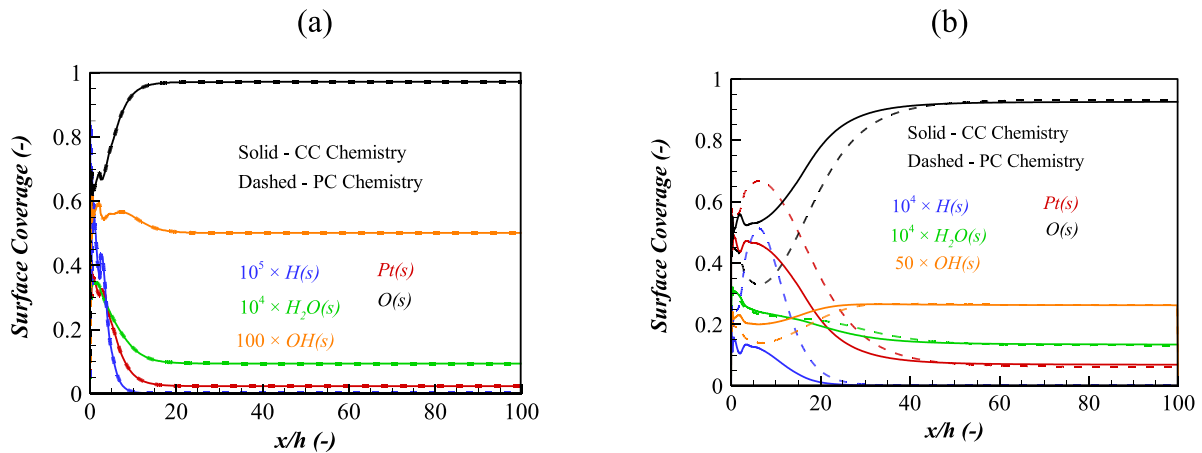 (a)
Surface Coverage (-)
1
0.8
0.6
0.4
0.2
0
Solid - CC Chemistry
Dashed - PC Chemistry
10⁵ × H(s)
Pt(s)
10⁴ × H₂O(s)
O(s)
100 × OH(s)
0 20 40 60 80 100
x/h (-)
(b)
Surface Coverage (-)
1
0.8
0.6
0.4
0.2
0
Solid - CC Chemistry
Dashed - PC Chemistry
10⁴ × H(s)
Pt(s)
10⁴ × H₂O(s)
O(s)
50 × OH(s)
0 20 40 60 80 100
x/h (-)